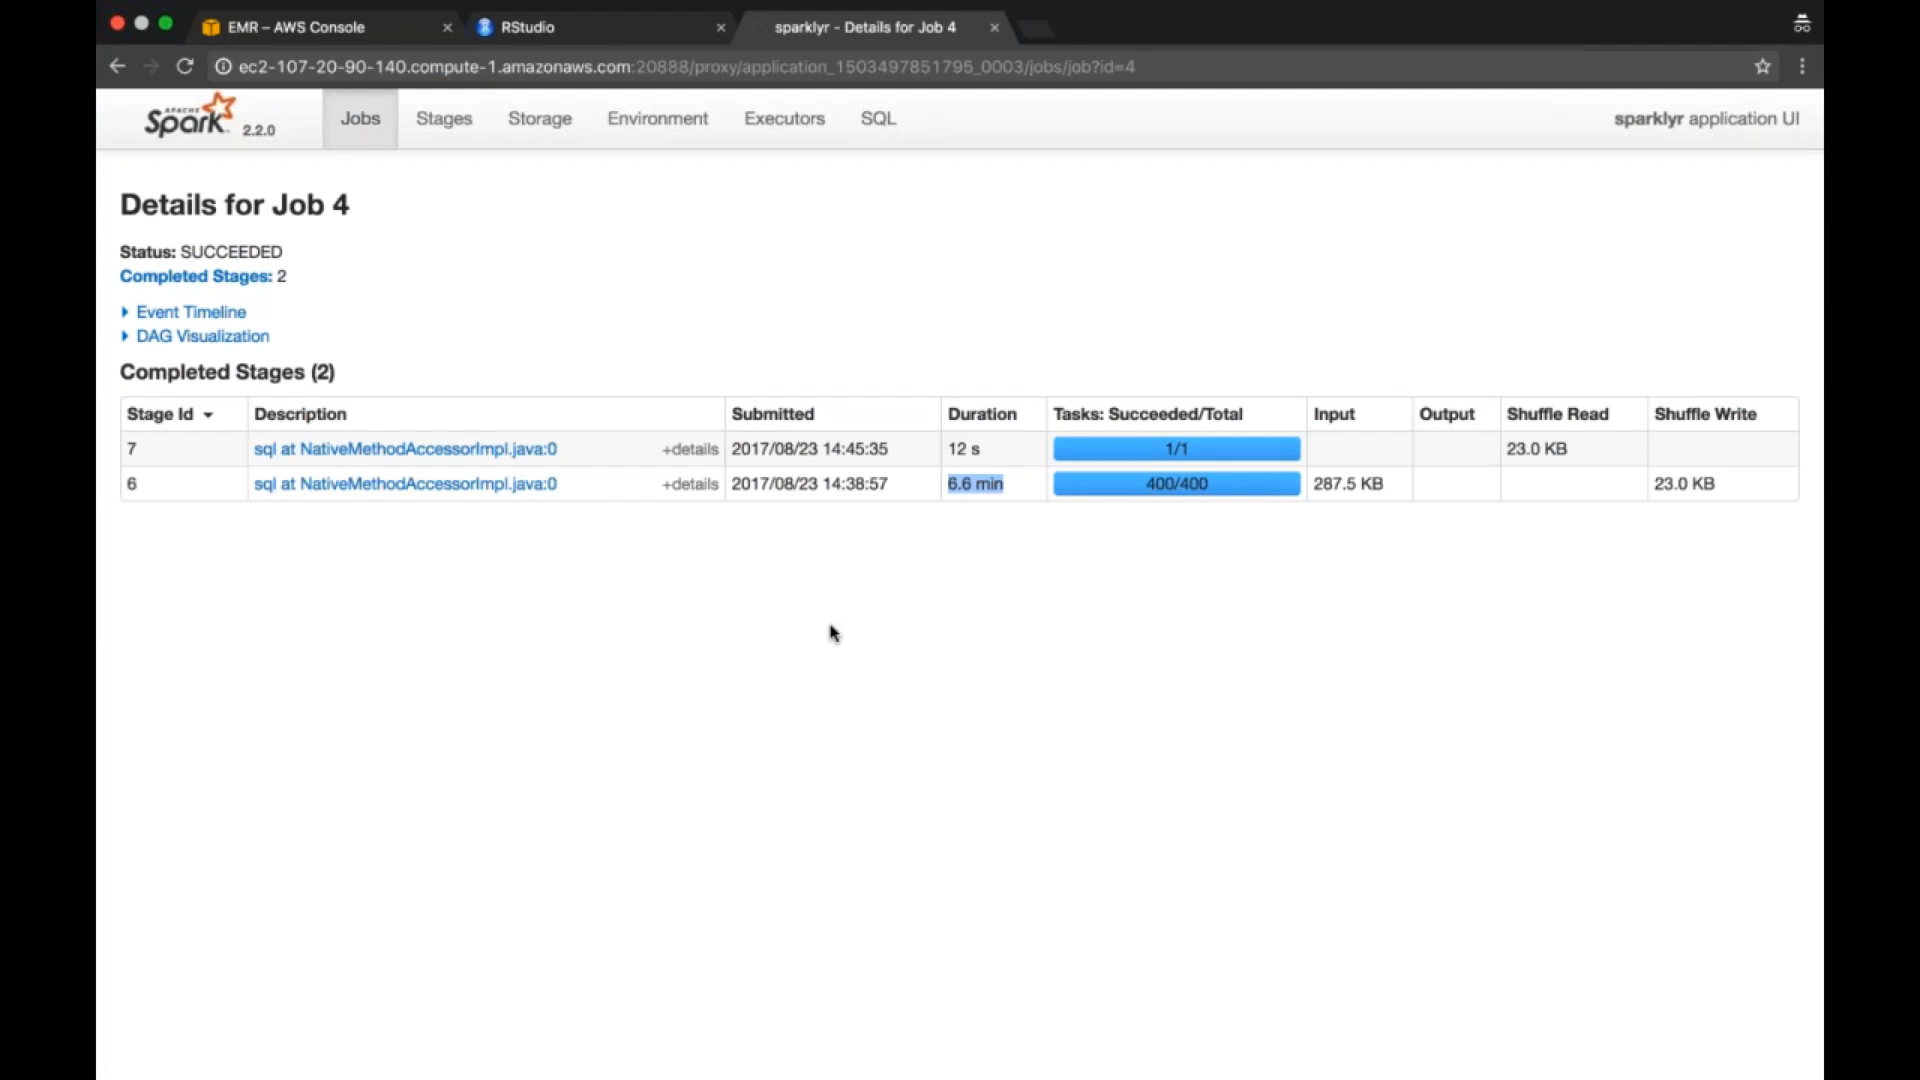 EMR – AWS Console
RStudio
sparklyr - Details for Job 4
ec2-107-20-90-140.compute-1.amazonaws.com:20888/proxy/application_1503497851795_0003/jobs/job?id=4
APACHE Spark 2.2.0 Jobs Stages Storage Environment Executors SQL sparklyr application UI
Details for Job 4
Status: SUCCEEDED
Completed Stages: 2
Event Timeline
DAG Visualization
Completed Stages (2)
Stage Id Description Submitted Duration Tasks: Succeeded/Total Input Output Shuffle Read Shuffle Write
7 sql at NativeMethodAccessorImpl.java:0 +details 2017/08/23 14:45:35 12 s 1/1 23.0 KB
6 sql at NativeMethodAccessorImpl.java:0 +details 2017/08/23 14:38:57 6.6 min 400/400 287.5 KB 23.0 KB